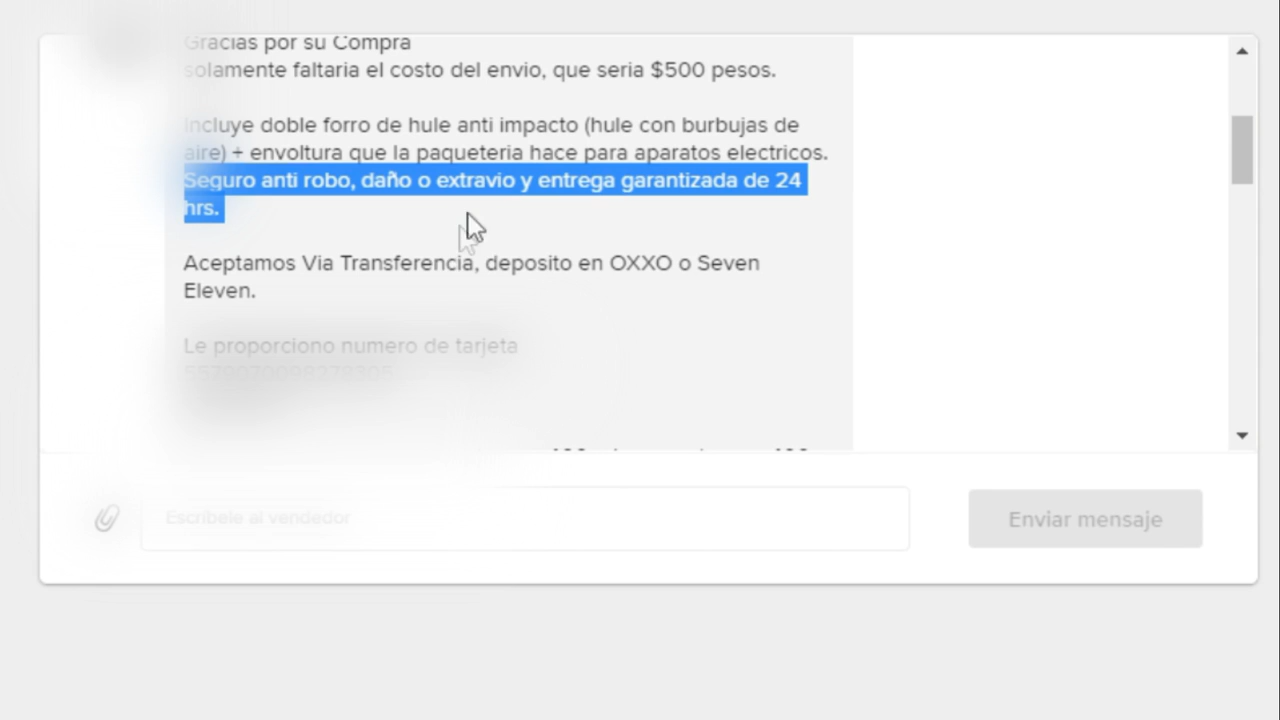 Gracias por su Compra
solamente faltaria el costo del envio, que seria $500 pesos.
Incluye doble forro de hule anti impacto (hule con burbujas de
aire) + envoltura que la paqueteria hace para aparatos electricos.
Seguro anti robo, daño o extravio y entrega garantizada de 24
hrs.
Aceptamos Via Transferencia, deposito en OXXO o Seven
Eleven.
Le proporciono numero de tarjeta
Escribele al vendedor
Enviar mensaje